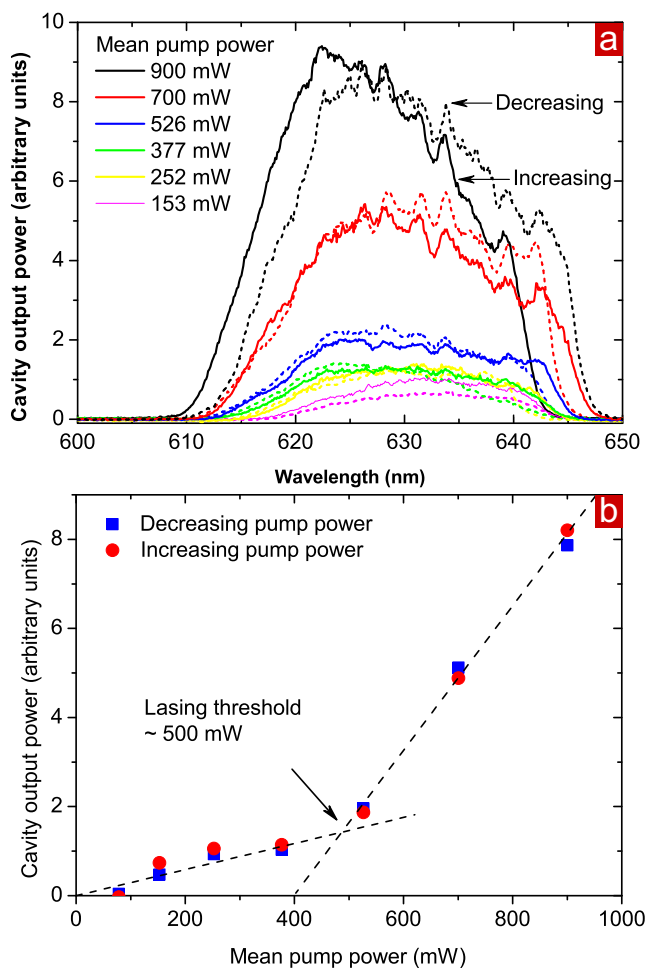 a
Mean pump power
900 mW
700 mW
526 mW
377 mW
252 mW
153 mW
Decreasing
Increasing
10
8
6
4
2
0
Cavity output power (arbitrary units)
600 610 620 630 640 650
Wavelength (nm)
b
Decreasing pump power
Increasing pump power
Lasing threshold
~ 500 mW
8
6
4
2
0
Cavity output power (arbitrary units)
0 200 400 600 800 1000
Mean pump power (mW)